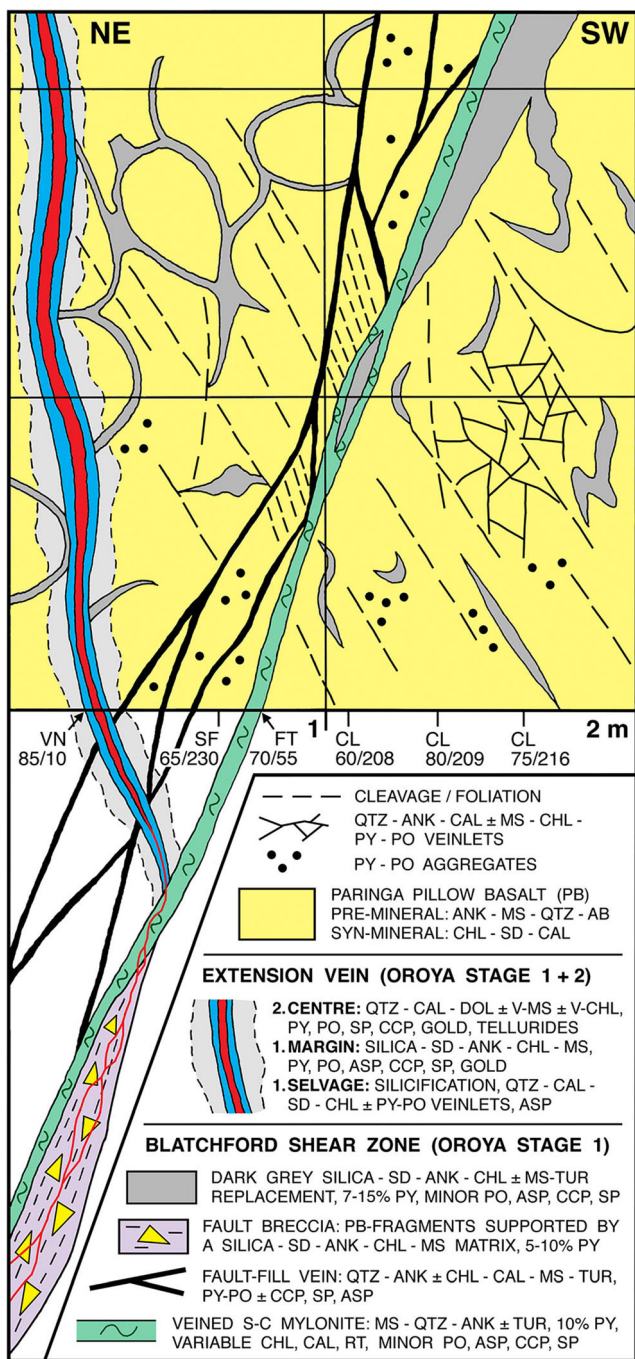 NE
SW
1
2 m
VN
85/10
SF
65/230
FT
70/55
CL
60/208
CL
80/209
CL
75/216
CLEAVAGE / FOLIATION
QTZ - ANK - CAL ± MS - CHL -
PY - PO VEINLETS
PY - PO AGGREGATES
PARINGA PILLOW BASALT (PB)
PRE-MINERAL: ANK - MS - QTZ - AB
SYN-MINERAL: CHL - SD - CAL
EXTENSION VEIN (OROYA STAGE 1 + 2)
2. CENTRE: QTZ - CAL - DOL ± V-MS ± V-CHL,
PY, PO, SP, CCP, GOLD, TELLURIDES
1. MARGIN: SILICA - SD - ANK - CHL - MS,
PY, PO, ASP, CCP, SP, GOLD
1. SELVAGE: SILICIFICATION, QTZ - CAL -
SD - CHL ± PY-PO VEINLETS, ASP
BLATCHFORD SHEAR ZONE (OROYA STAGE 1)
DARK GREY SILICA - SD - ANK - CHL ± MS-TUR
REPLACEMENT, 7-15% PY, MINOR PO, ASP, CCP, SP
FAULT BRECCIA: PB-FRAGMENTS SUPPORTED BY
A SILICA - SD - ANK - CHL - MS MATRIX, 5-10% PY
FAULT-FILL VEIN: QTZ - ANK ± CHL - CAL - MS - TUR,
PY-PO ± CCP, SP, ASP
VEINED S-C MYLONITE: MS - QTZ - ANK ± TUR, 10% PY,
VARIABLE CHL, CAL, RT, MINOR PO, ASP, CCP, SP